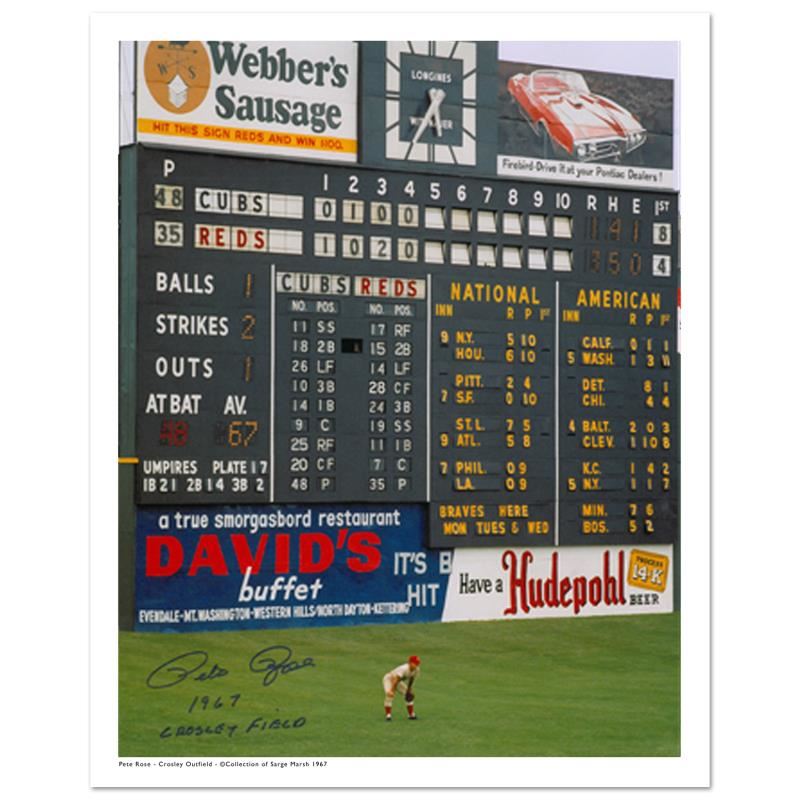 W S
Webber's
Sausage
HIT THIS SIGN REDS AND WIN $100.
LONGINES
WITTNAUER
Firebird-Drive it at your Pontiac Dealers!
P 1 2 3 4 5 6 7 8 9 10 R H E 1ST
48 CUBS 0 1 0 0 1 4 1 8
35 REDS 1 0 2 0 3 5 0 4
BALLS 1
STRIKES 2
OUTS 1
AT BAT AV.
67
UMPIRES PLATE 17
1B 21 2B 14 3B 2
CUBS REDS
NO. POS. NO. POS.
11 SS 17 RF
18 2B 15 2B
26 LF 14 LF
10 3B 28 CF
14 1B 24 3B
9 C 19 SS
25 RF 11 1B
20 CF 7 C
48 P 35 P
NATIONAL
INN R P 1ST
9 N.Y. 5 10
HOU. 6 10
PITT. 2 4
7 S.F. 0 10
ST.L. 7 5
9 ATL. 5 8
7 PHIL. 0 9
L.A. 0 9
BRAVES HERE
MON TUES & WED
AMERICAN
INN R P 1ST
CALF. 0 1 1
5 WASH. 1 3 11
DET. 8 1
CHI. 4 4
4 BALT. 2 0 3
CLEV. 1 10 8
K.C. 1 4 2
5 N.Y. 1 1 7
MIN. 7 6
BOS. 5 2
a true smorgasbord restaurant
DAVID'S
buffet
IT'S B
HIT
EVENDALE-MT.WASHINGTON-WESTERN HILLS/NORTH DAYTON-KETTERING
Have a Hudepohl
PROCESS
14-K
BEER
Pete Rose
1967
CROSLEY FIELD
Pete Rose - Crosley Outfield - ©Collection of Sarge Marsh 1967